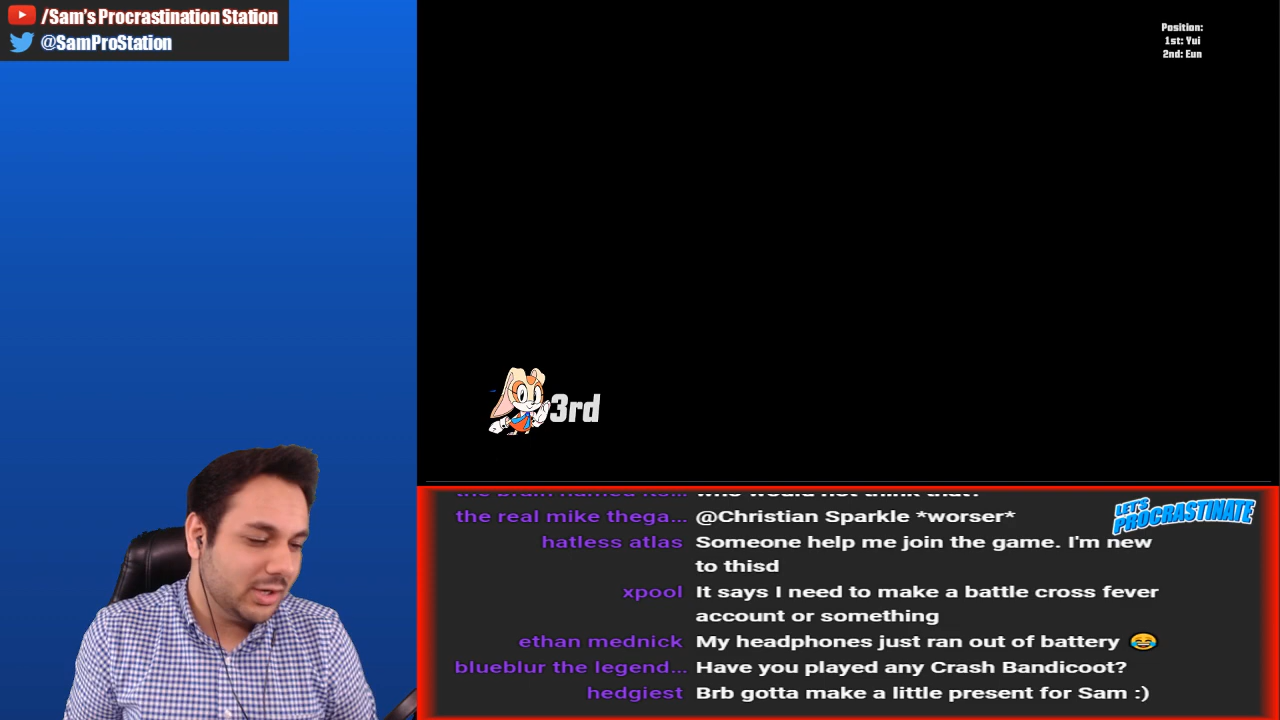 /Sam's Procrastination Station
@SamProStation
Position:
1st: Yui
2nd: Eun
3rd
LET'S
PROCRASTINATE
the real mike thega... @Christian Sparkle *worser*
hatless atlas Someone help me join the game. I'm new
to thisd
xpool It says I need to make a battle cross fever
account or something
ethan mednick My headphones just ran out of battery 😂
blueblur the legend... Have you played any Crash Bandicoot?
hedgiest Brb gotta make a little present for Sam :)